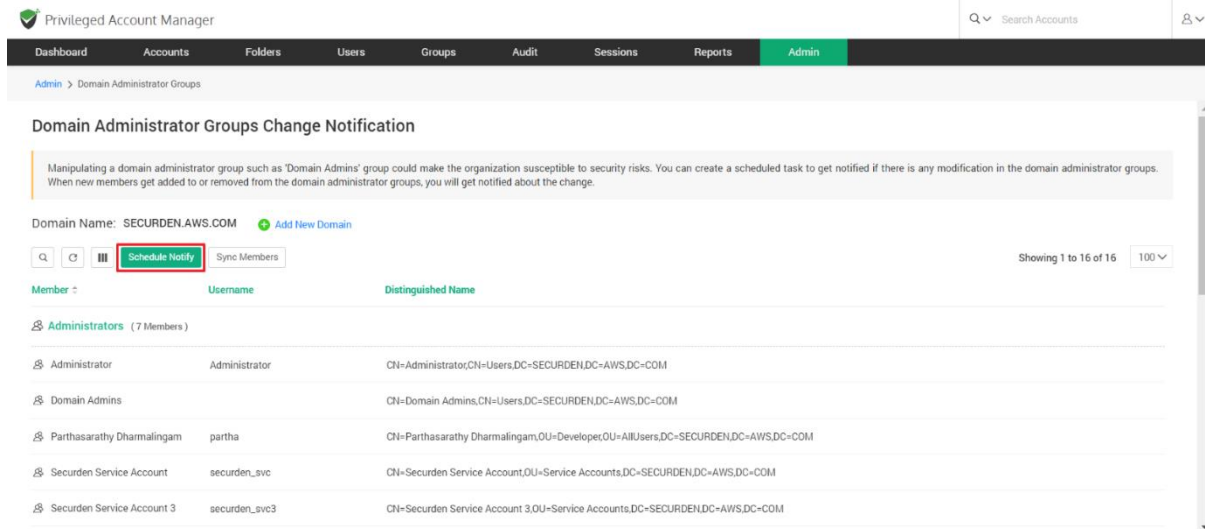 Privileged Account Manager
Search Accounts
Dashboard Accounts Folders Users Groups Audit Sessions Reports Admin
Admin > Domain Administrator Groups
Domain Administrator Groups Change Notification
Manipulating a domain administrator group such as 'Domain Admins' group could make the organization susceptible to security risks. You can create a scheduled task to get notified if there is any modification in the domain administrator groups.
When new members get added to or removed from the domain administrator groups, you will get notified about the change.
Domain Name: SECURDEN.AWS.COM Add New Domain
Schedule Notify Sync Members Showing 1 to 16 of 16 100
Member Username Distinguished Name
Administrators ( 7 Members )
Administrator Administrator CN=Administrator,CN=Users,DC=SECURDEN,DC=AWS,DC=COM
Domain Admins CN=Domain Admins,CN=Users,DC=SECURDEN,DC=AWS,DC=COM
Parthasarathy Dharmalingam partha CN=Parthasarathy Dharmalingam,OU=Developer,OU=AllUsers,DC=SECURDEN,DC=AWS,DC=COM
Securden Service Account securden_svc CN=Securden Service Account,OU=Service Accounts,DC=SECURDEN,DC=AWS,DC=COM
Securden Service Account 3 securden_svc3 CN=Securden Service Account 3,OU=Service Accounts,DC=SECURDEN,DC=AWS,DC=COM